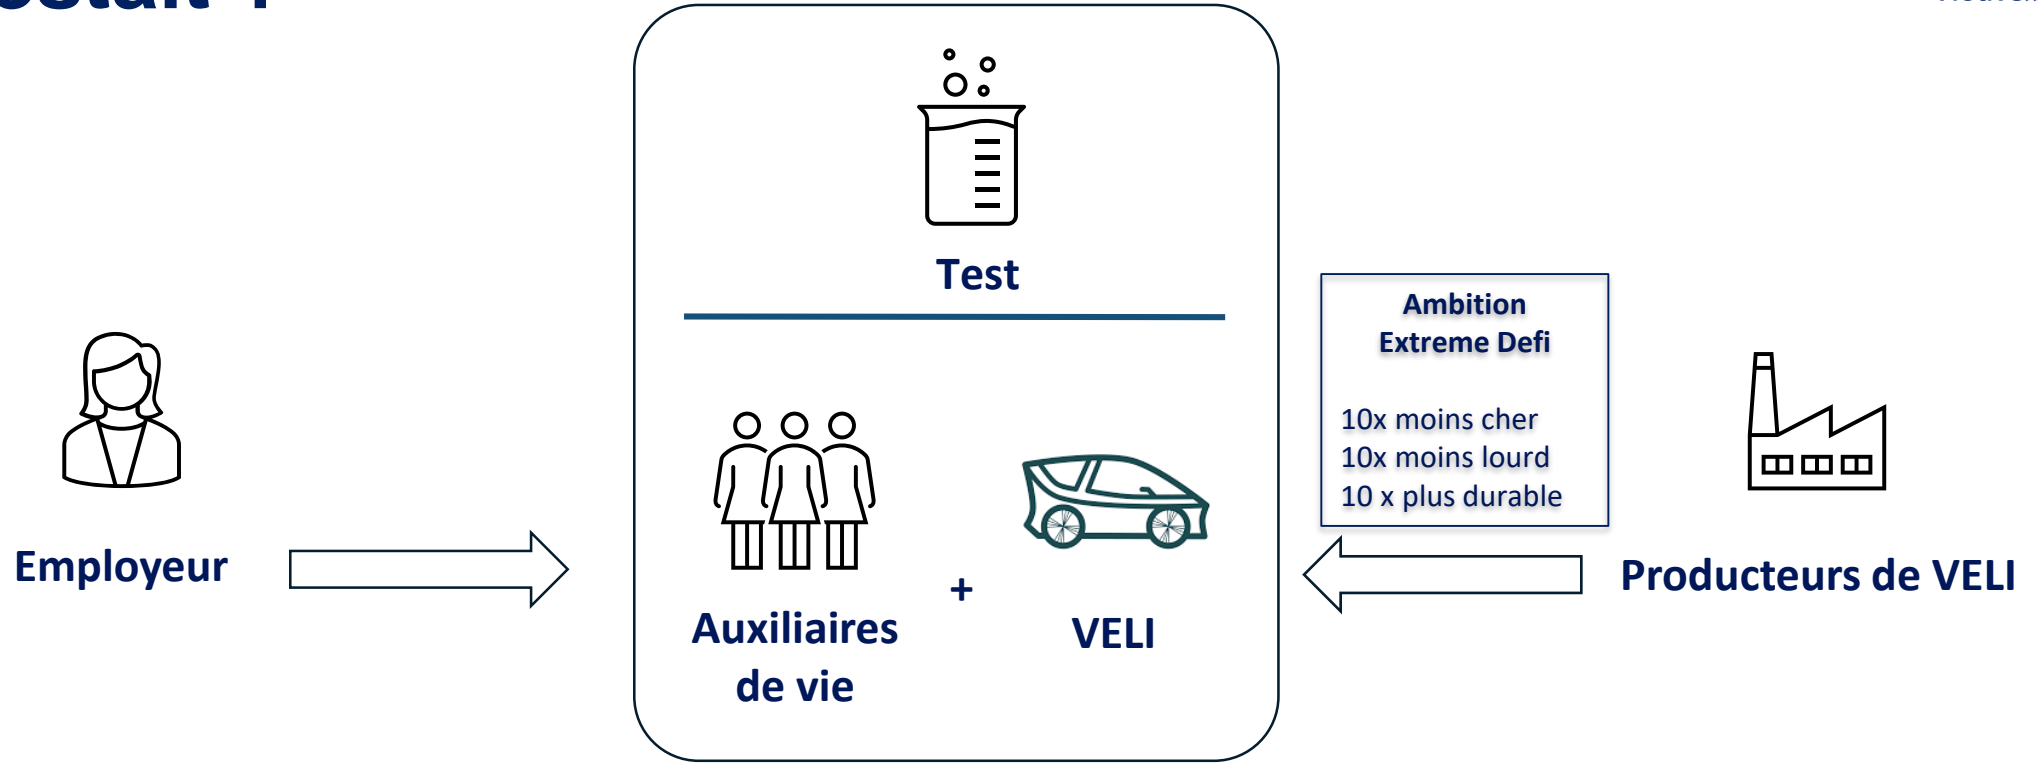 Test
Ambition
Extreme Defi
10x moins cher
10x moins lourd
10 x plus durable
Employeur
Producteurs de VELI
+
Auxiliaires
de vie
VELI